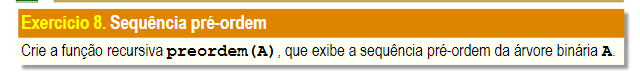 Exercício 8. Sequência pré-ordem
Crie a função recursiva preordem(A), que exibe a sequência pré-ordem da árvore binária A.